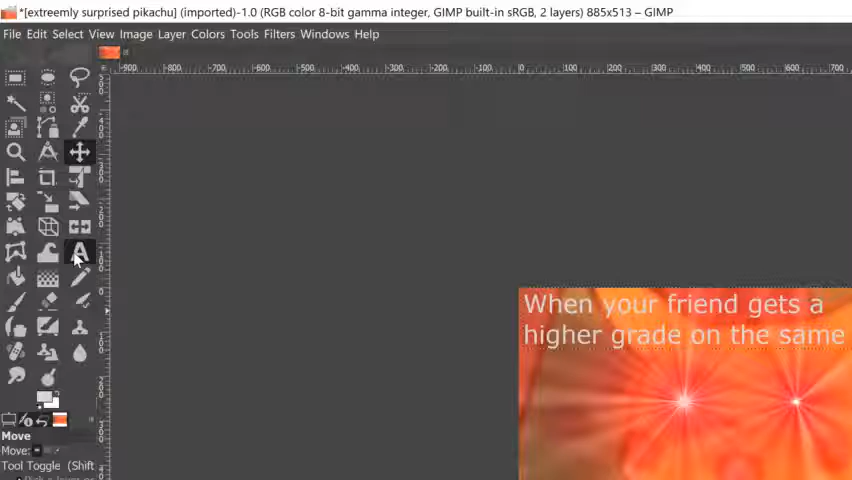 *[extreemly surprised pikachu] (imported)-1.0 (RGB color 8-bit gamma integer, GIMP built-in sRGB, 2 layers) 885x513 – GIMP
File Edit Select View Image Layer Colors Tools Filters Windows Help
-900 -800 -700 -600 -500 -400 -300 -200 -100 0 100 200 300 400 500 600 700
When your friend gets a
higher grade on the same
Move
Move:
Tool Toggle (Shift